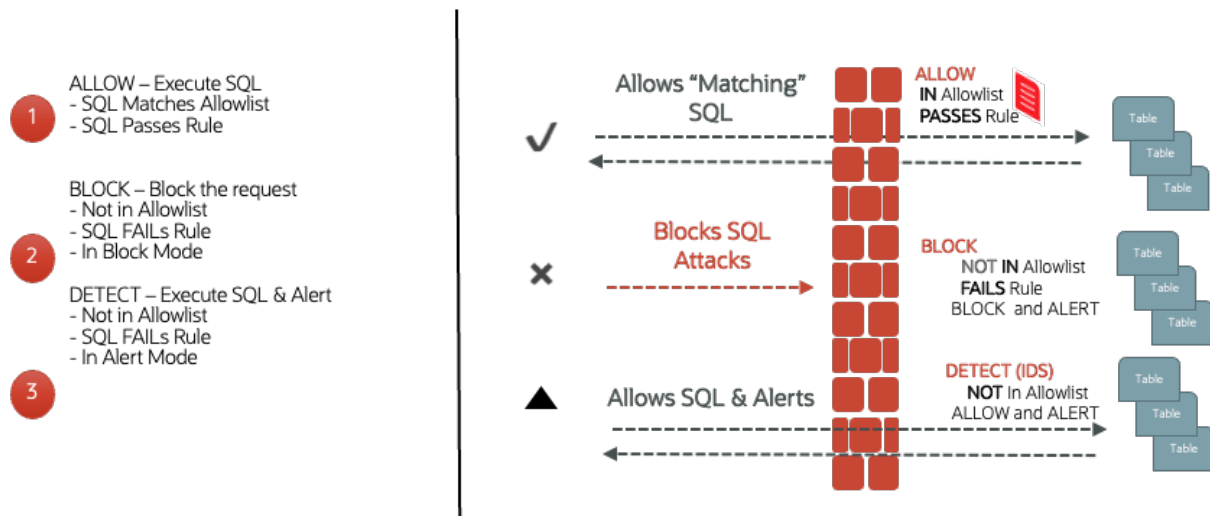 1
ALLOW – Execute SQL
- SQL Matches Allowlist
- SQL Passes Rule
2
BLOCK – Block the request
- Not in Allowlist
- SQL FAILs Rule
- In Block Mode
3
DETECT – Execute SQL & Alert
- Not in Allowlist
- SQL FAILs Rule
- In Alert Mode
Allows “Matching”
SQL
ALLOW
IN Allowlist
PASSES Rule
Table
Table
Table
Blocks SQL
Attacks
BLOCK
NOT IN Allowlist
FAILS Rule
BLOCK and ALERT
Table
Table
Table
Allows SQL & Alerts
DETECT (IDS)
NOT In Allowlist
ALLOW and ALERT
Table
Table
Table